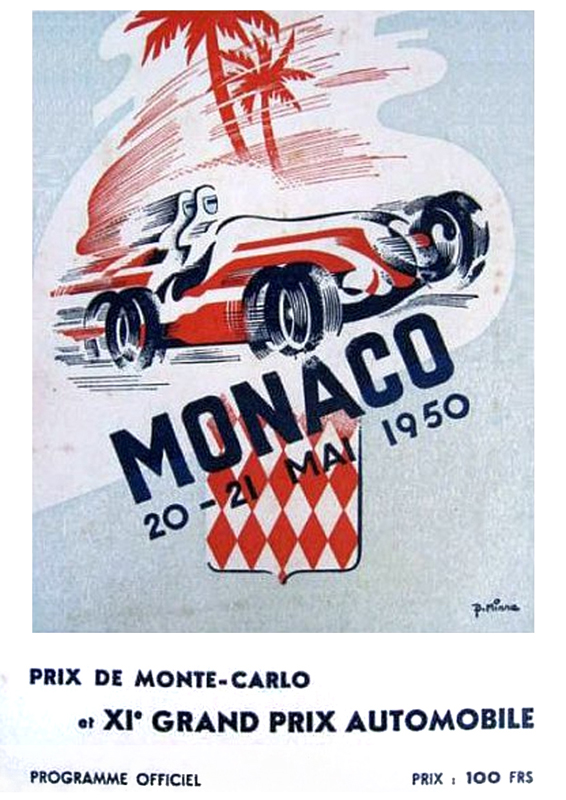 MONACO
20-21 MAI 1950
P. Minne
PRIX DE MONTE-CARLO
et XIe GRAND PRIX AUTOMOBILE
PROGRAMME OFFICIEL
PRIX : 100 FRS